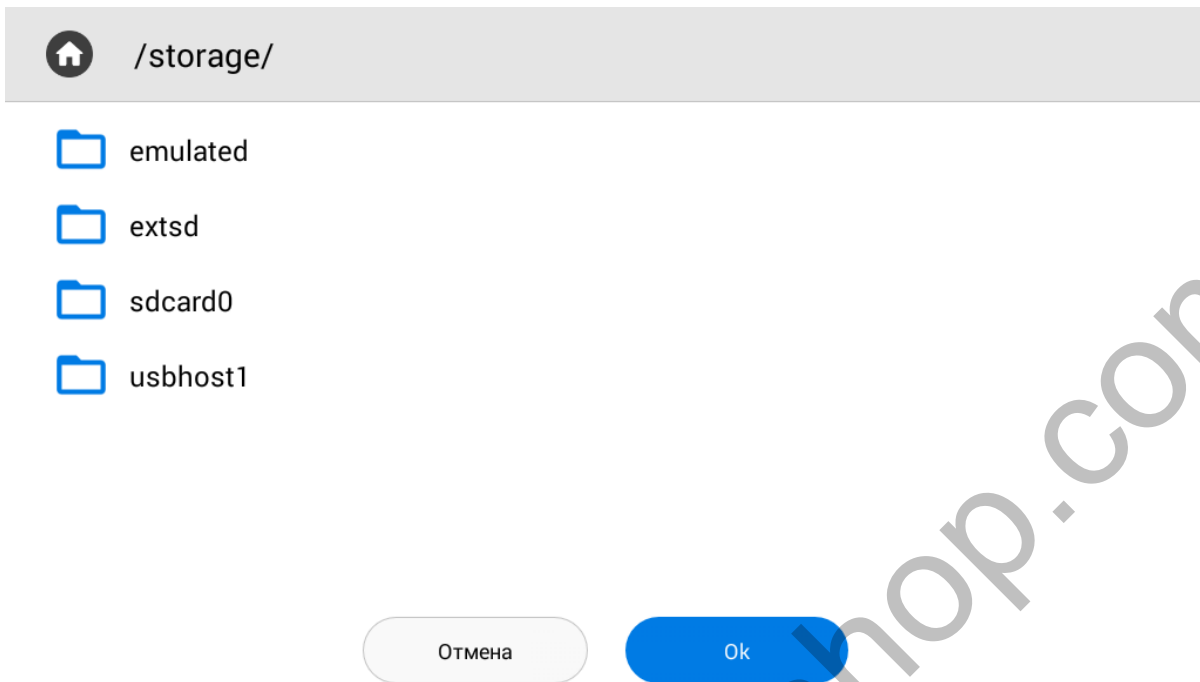 /storage/
emulated
extsd
sdcard0
usbhost1
Отмена
Ok